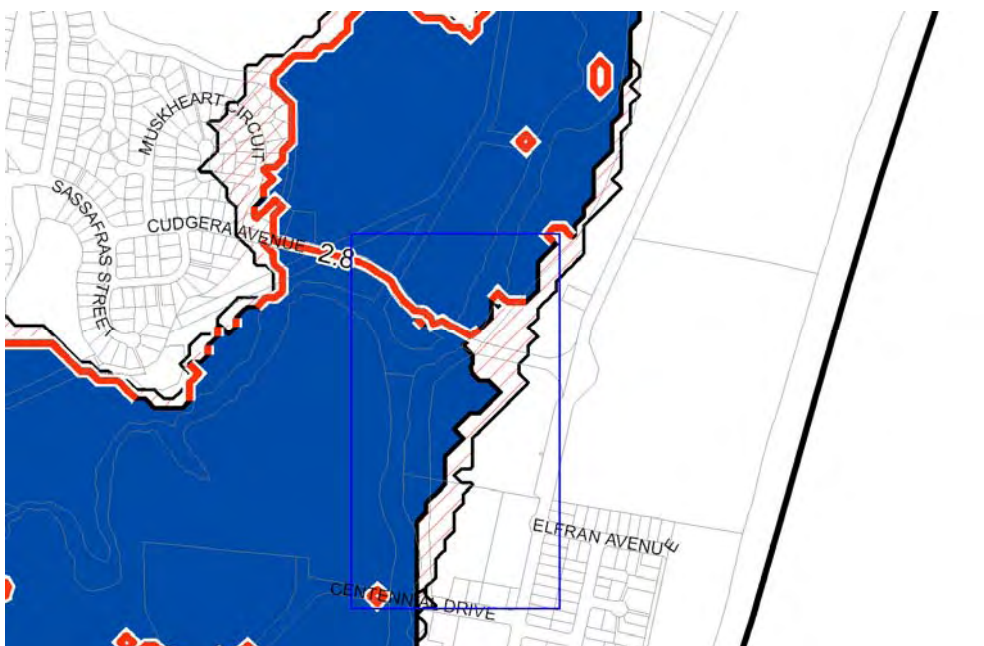 MUSKHEART CIRCUIT
SASSAFRAS STREET
CUDGERA AVENUE
2.8
ELFRAN AVENUE
CENTENNIAL DRIVE